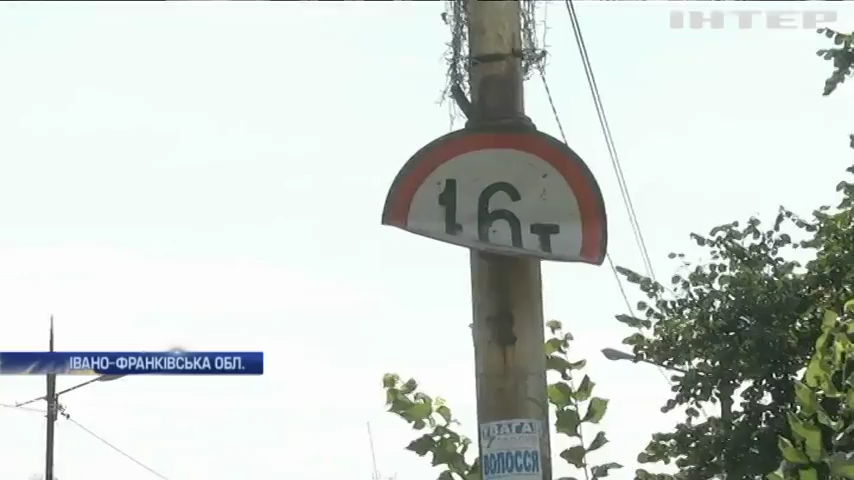 ІНТЕР
16т
ІВАНО-ФРАНКІВСЬКА ОБЛ.
УВАГА!
ВОЛОССЯ